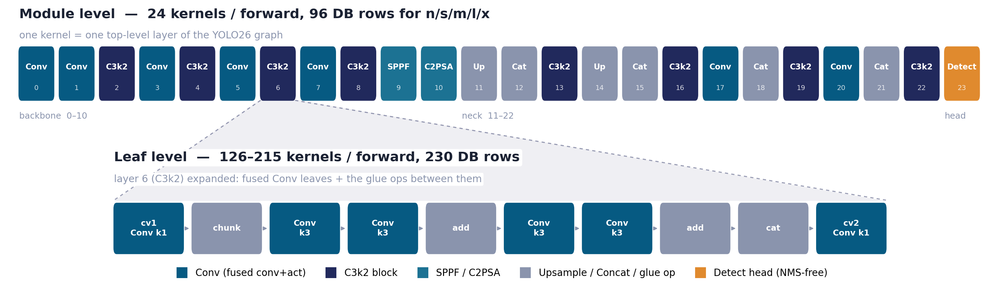 Module level — 24 kernels / forward, 96 DB rows for n/s/m/l/x
one kernel = one top-level layer of the YOLO26 graph
Conv Conv C3k2 Conv C3k2 Conv C3k2 Conv C3k2 SPPF C2PSA Up Cat C3k2 Up Cat C3k2 Conv Cat C3k2 Conv Cat C3k2 Detect
0 1 2 3 4 5 6 7 8 9 10 11 12 13 14 15 16 17 18 19 20 21 22 23
backbone 0–10 neck 11–22 head
Leaf level — 126–215 kernels / forward, 230 DB rows
layer 6 (C3k2) expanded: fused Conv leaves + the glue ops between them
cv1
Conv k1
chunk
Conv
k3
Conv
k3
add
Conv
k3
Conv
k3
add
cat
cv2
Conv k1
Conv (fused conv+act) C3k2 block SPPF / C2PSA Upsample / Concat / glue op Detect head (NMS-free)